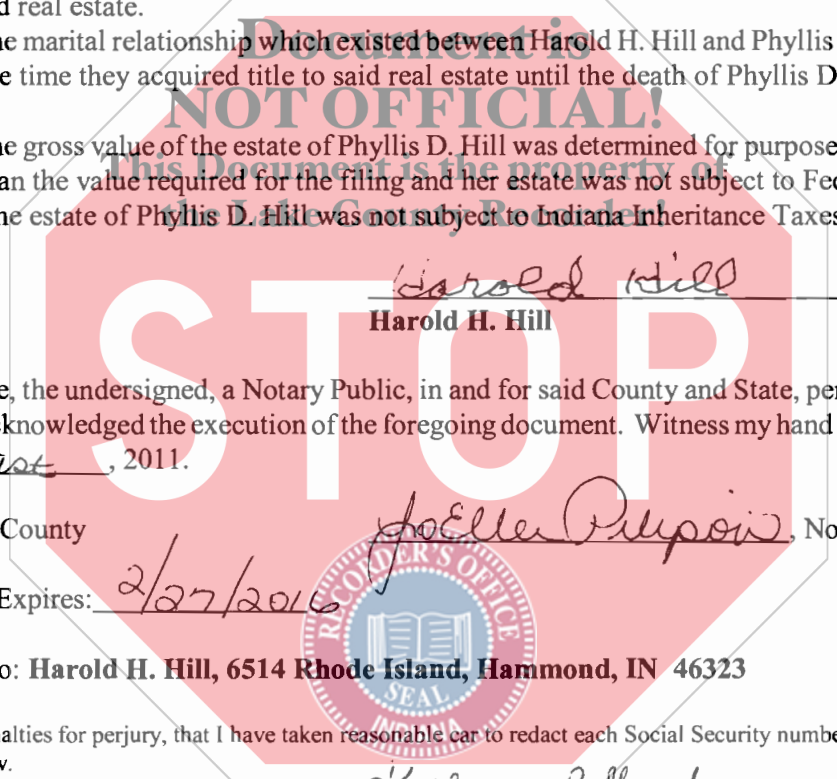 d real estate.
Document is
ne marital relationship which existed between Harold H. Hill and Phyllis
e time they acquired title to said real estate until the death of Phyllis D
NOT OFFICIAL!
ne gross value of the estate of Phyllis D. Hill was determined for purpose
This Document is the property of
an the value required for the filing and her estate was not subject to Fed
the Lake County Recorder!
ne estate of Phyllis D. Hill was not subject to Indiana Inheritance Taxes
Harold Hill
Harold H. Hill
STOP
e, the undersigned, a Notary Public, in and for said County and State, per
cknowledged the execution of the foregoing document. Witness my hand
, 2011.
County
JoEllen , No
Expires: 2/27/2016
RECORDER'S OFFICE
o: Harold H. Hill, 6514 Rhode Island, Hammond, IN 46323
SEAL
INDIANA
alties for perjury, that I have taken reasonable car to redact each Social Security numbe